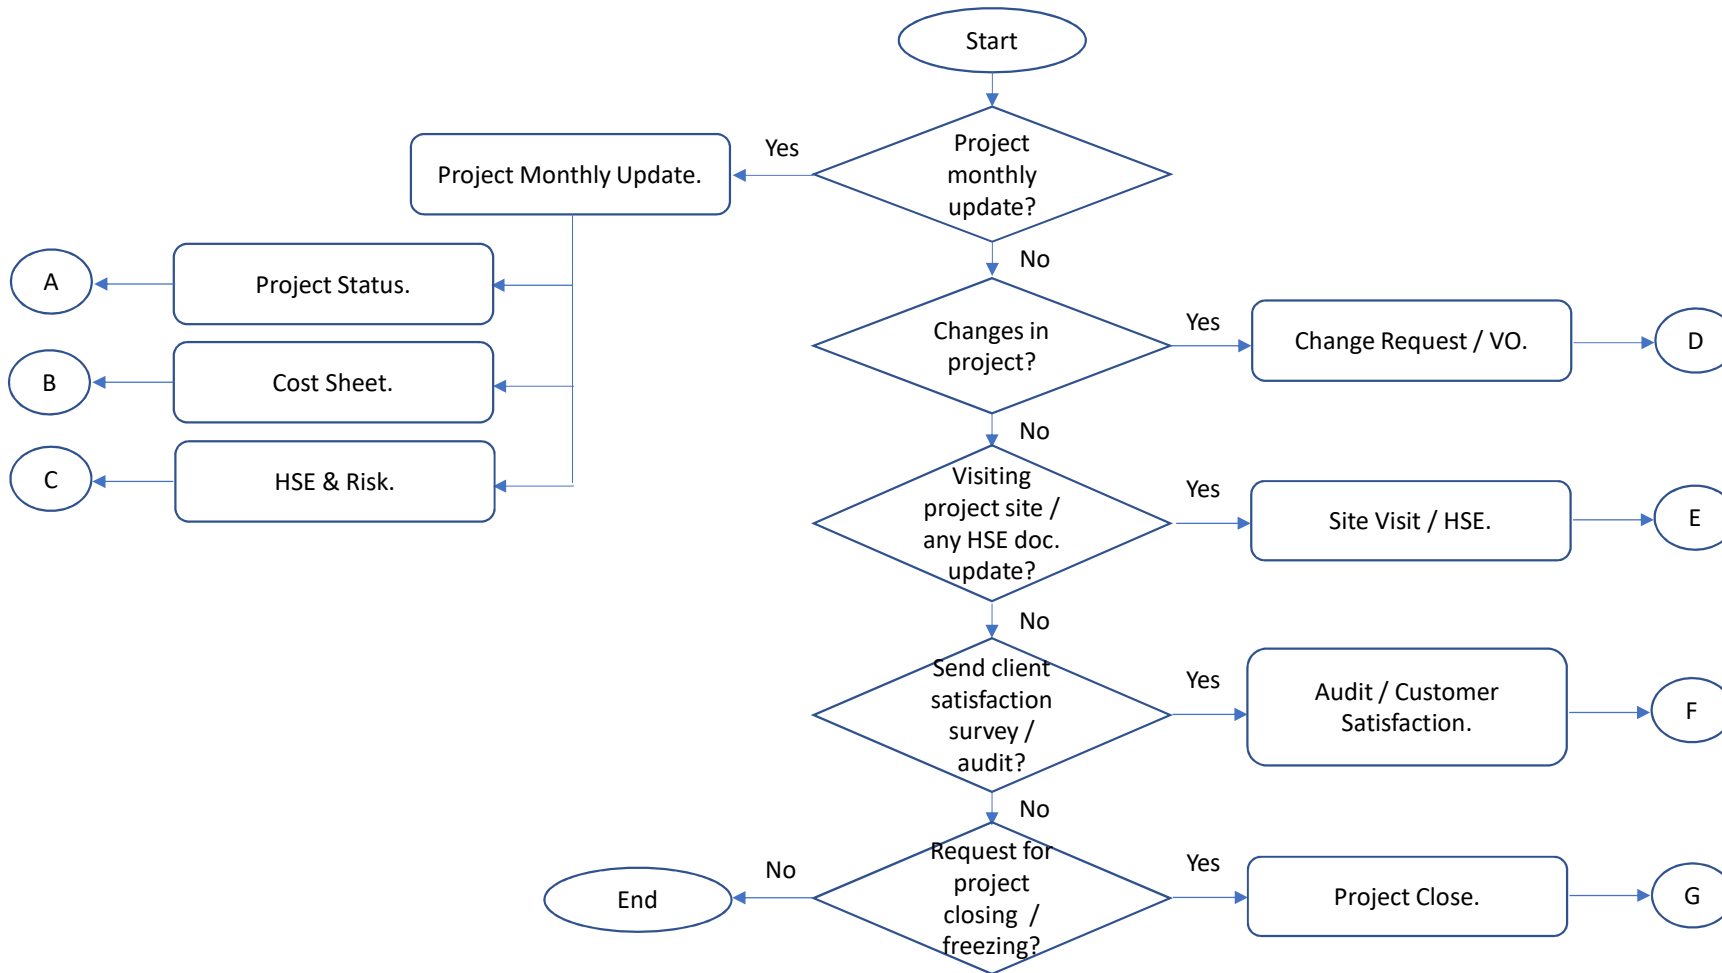 Start
Project
monthly
update?
Yes
Project Monthly Update.
No
A
Project Status.
B
Cost Sheet.
C
HSE & Risk.
Changes in
project?
Yes
Change Request / VO.
D
No
Visiting
project site /
any HSE doc.
update?
Yes
Site Visit / HSE.
E
No
Send client
satisfaction
survey /
audit?
Yes
Audit / Customer
Satisfaction.
F
No
Request for
project
closing  /
freezing?
No
End
Yes
Project Close.
G